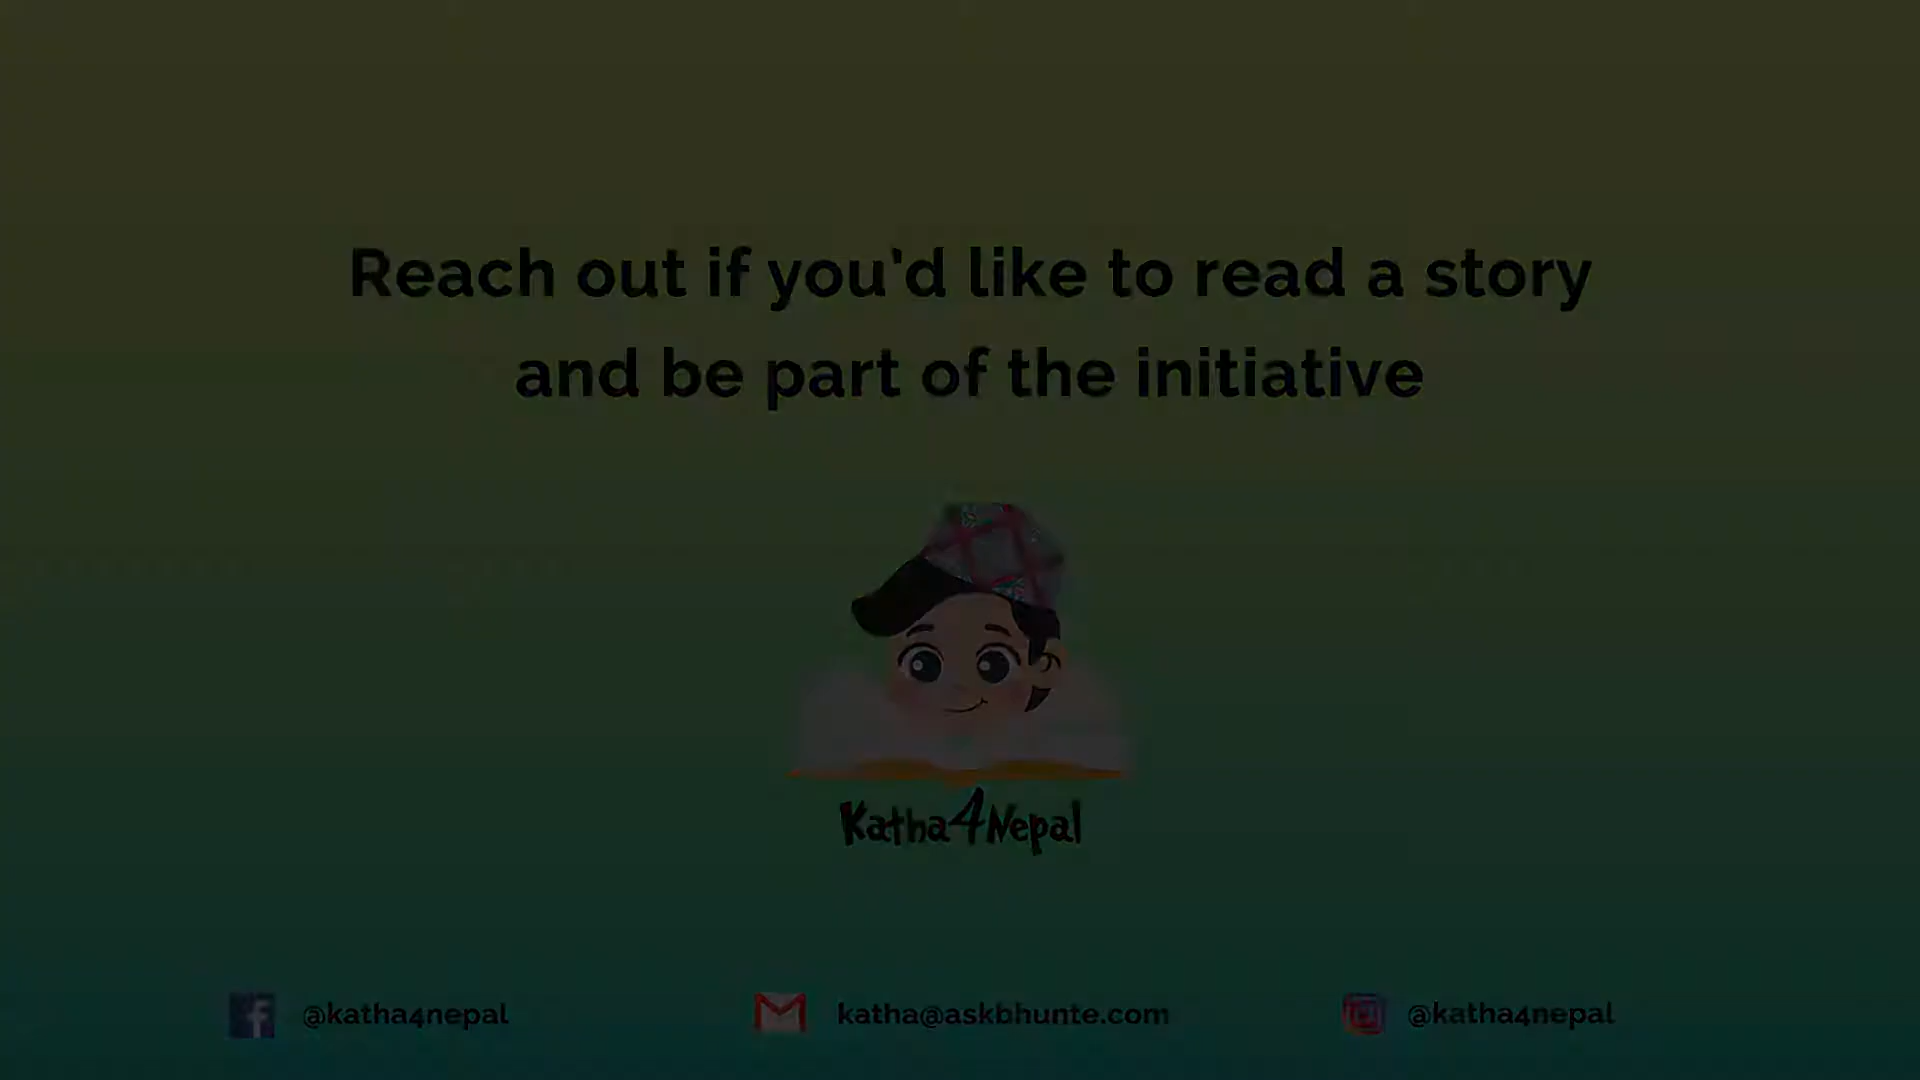 Reach out if you'd like to read a story
and be part of the initiative
Katha4Nepal
@katha4nepal
katha@askbhunte.com
@katha4nepal